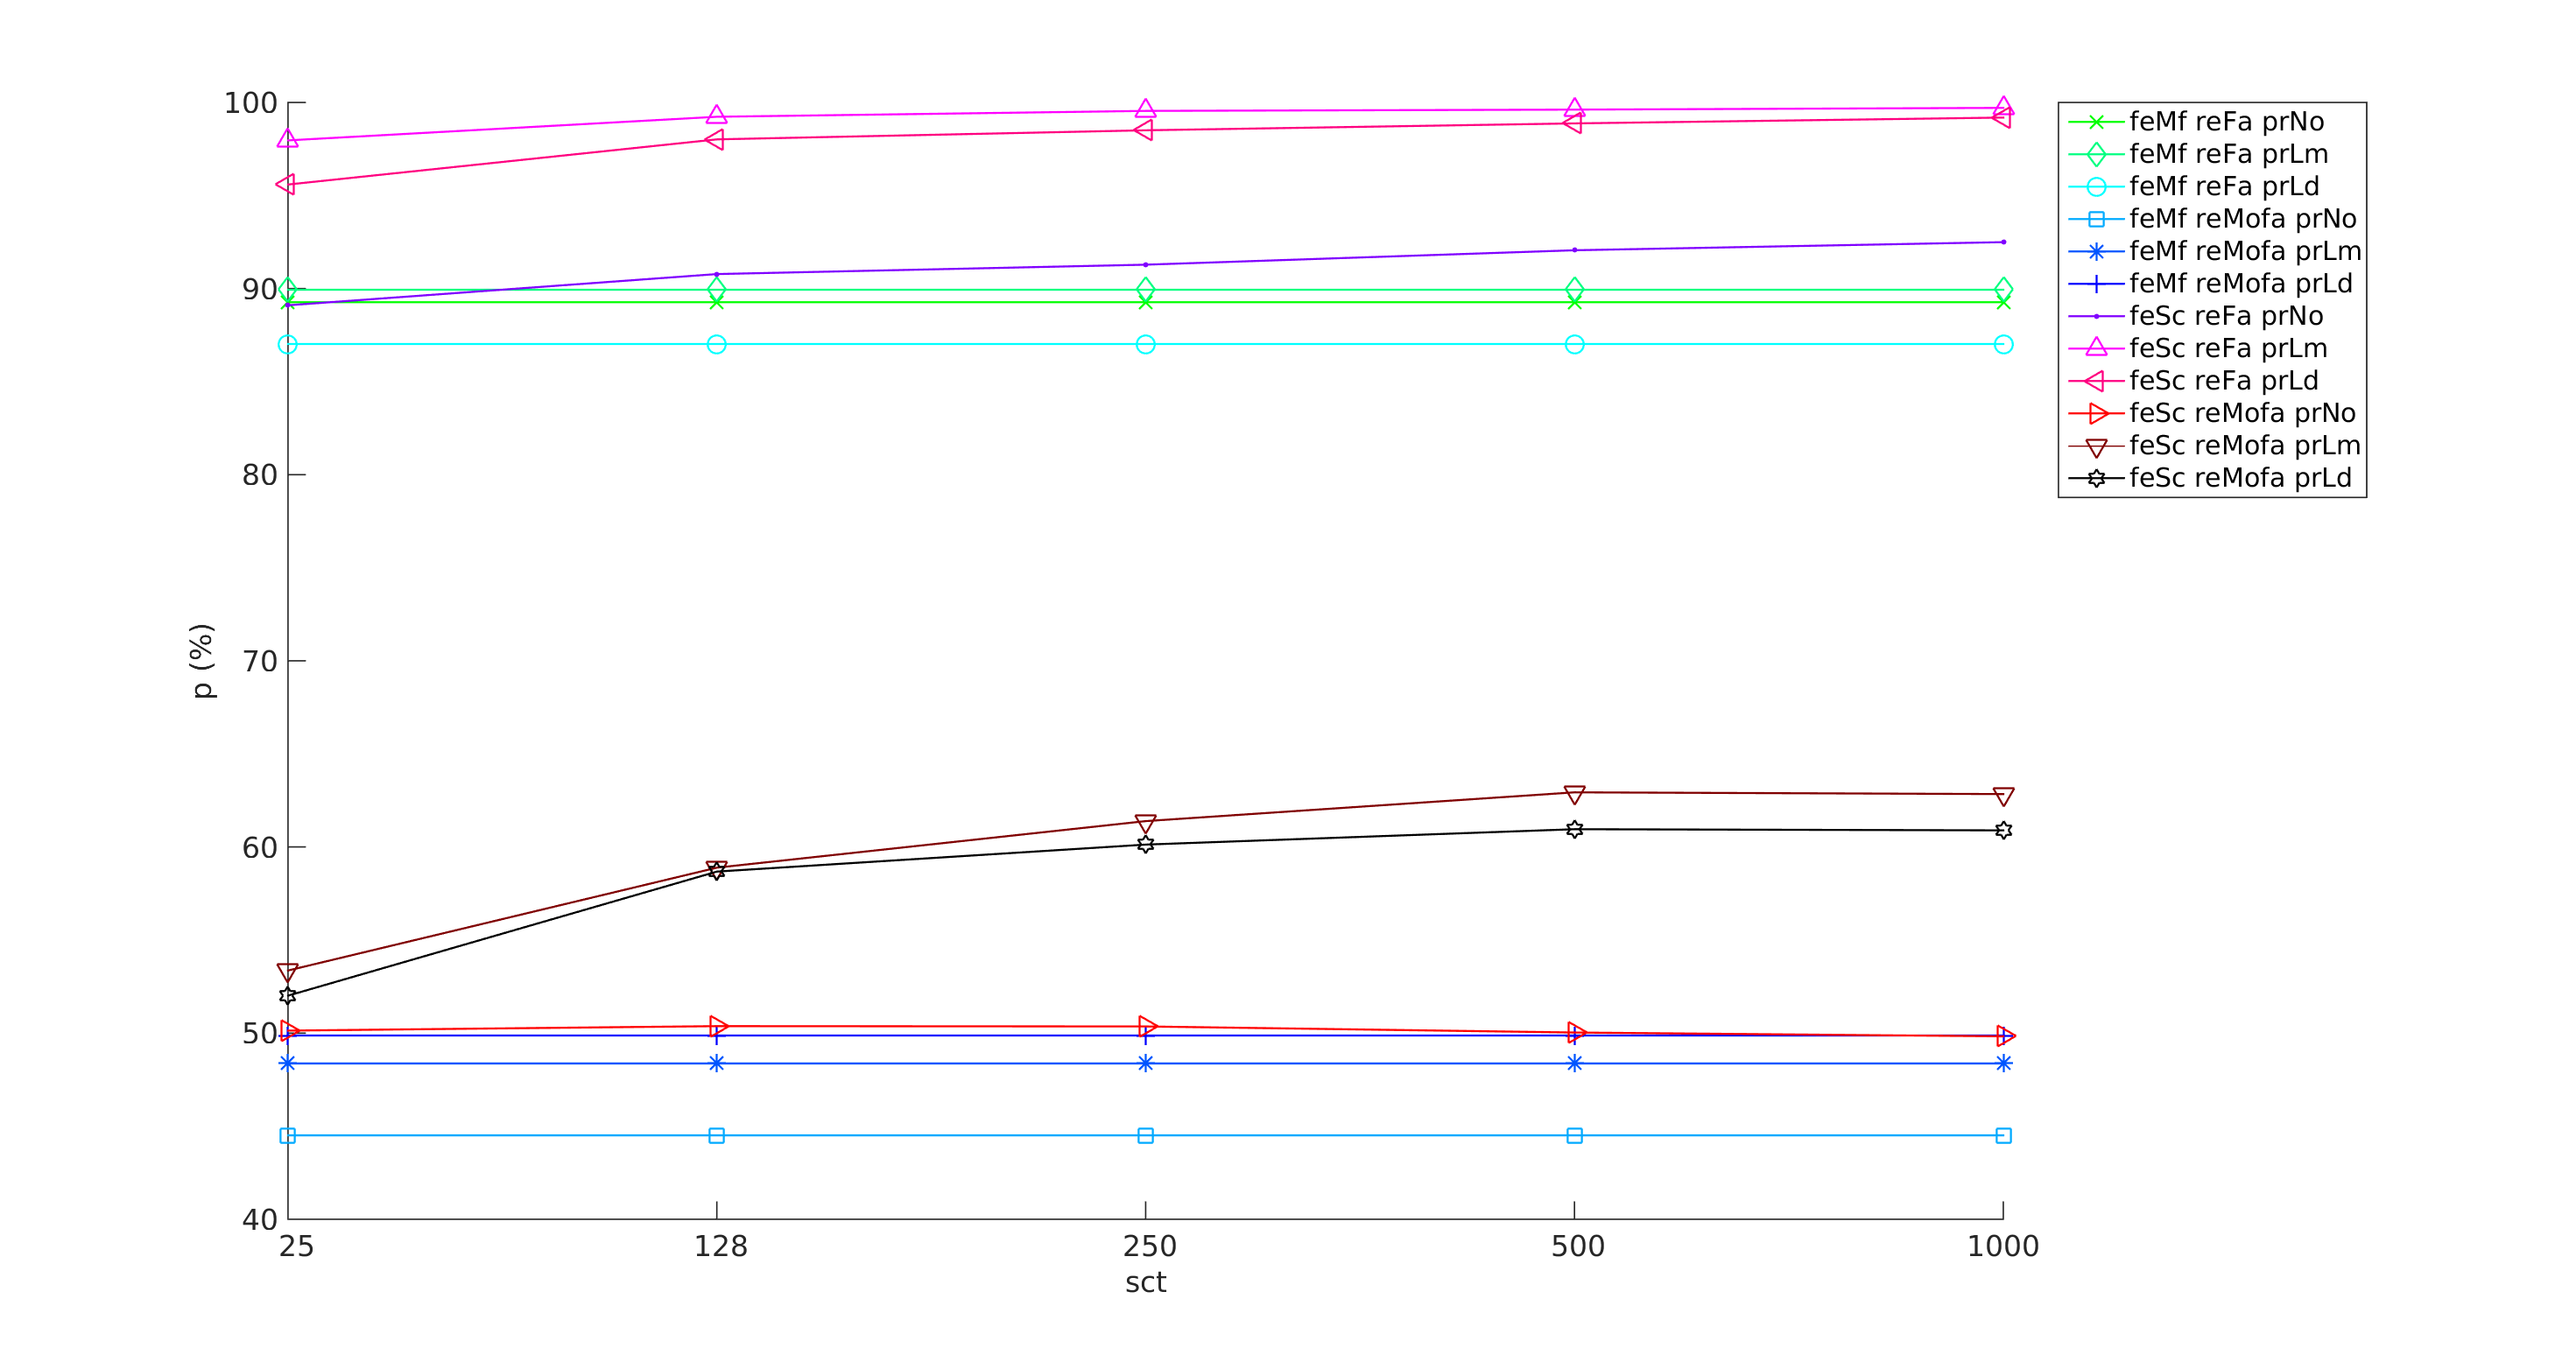 100
90
80
70
60
50
40
p (%)
25 128 250 500 1000
sct
feMf reFa prNo
feMf reFa prLm
feMf reFa prLd
feMf reMofa prNo
feMf reMofa prLm
feMf reMofa prLd
feSc reFa prNo
feSc reFa prLm
feSc reFa prLd
feSc reMofa prNo
feSc reMofa prLm
feSc reMofa prLd